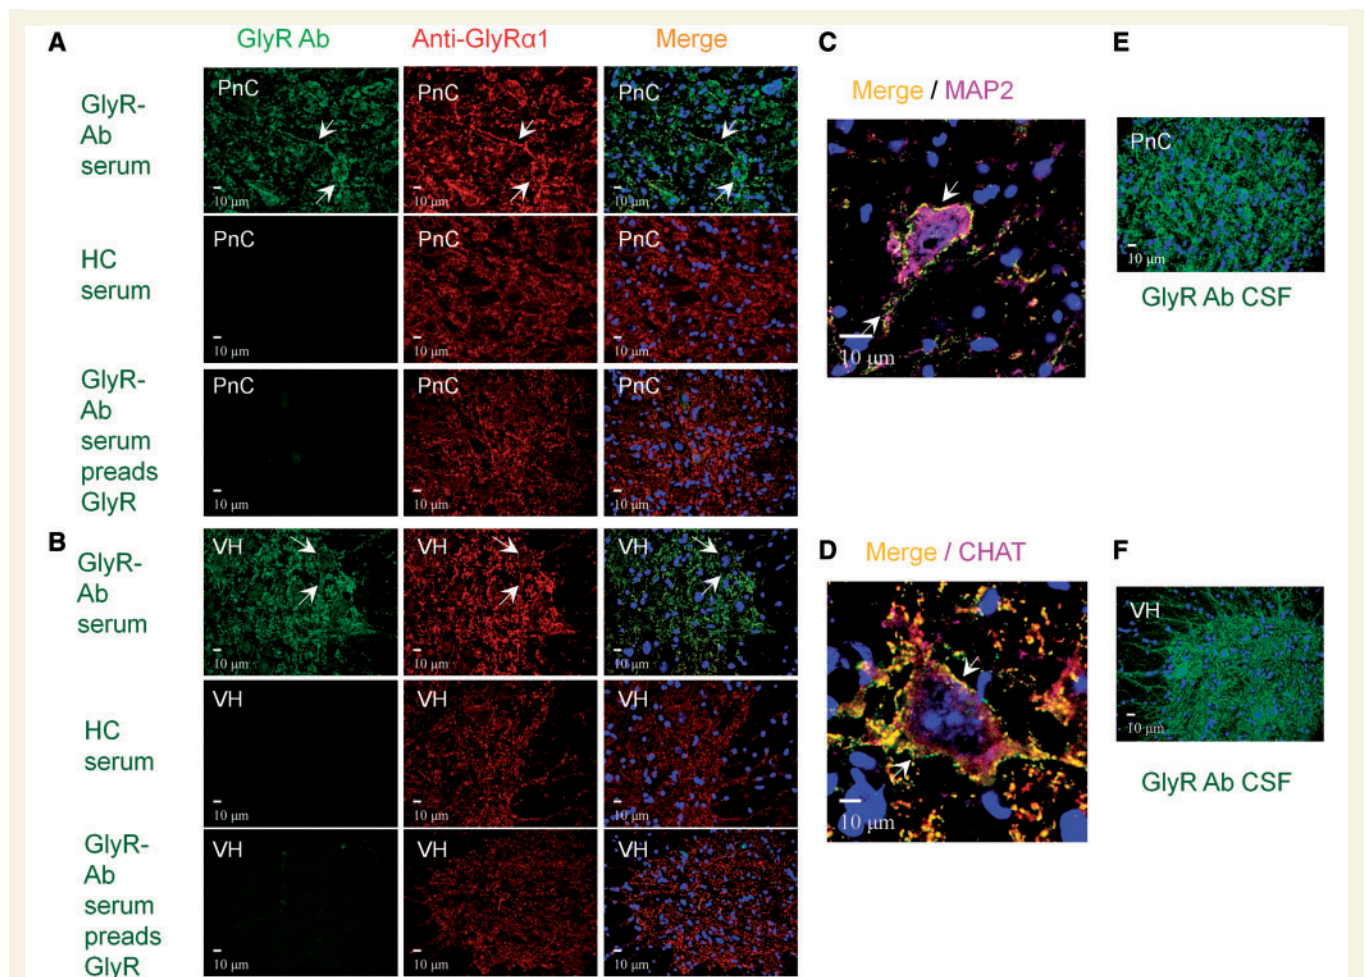 A
GlyR Ab
Anti-GlyRα1
Merge
GlyR-
Ab
serum
PnC
10 µm
PnC
10 µm
PnC
10 µm
HC
serum
PnC
10 µm
PnC
10 µm
PnC
10 µm
GlyR-
Ab
serum
preads
GlyR
PnC
10 µm
PnC
10 µm
PnC
10 µm
B
GlyR-
Ab
serum
VH
10 µm
VH
10 µm
VH
10 µm
HC
serum
VH
10 µm
VH
10 µm
VH
10 µm
GlyR-
Ab
serum
preads
GlyR
VH
10 µm
VH
10 µm
VH
10 µm
C
Merge / MAP2
10 µm
D
Merge / CHAT
10 µm
E
PnC
10 µm
GlyR Ab CSF
F
VH
10 µm
GlyR Ab CSF